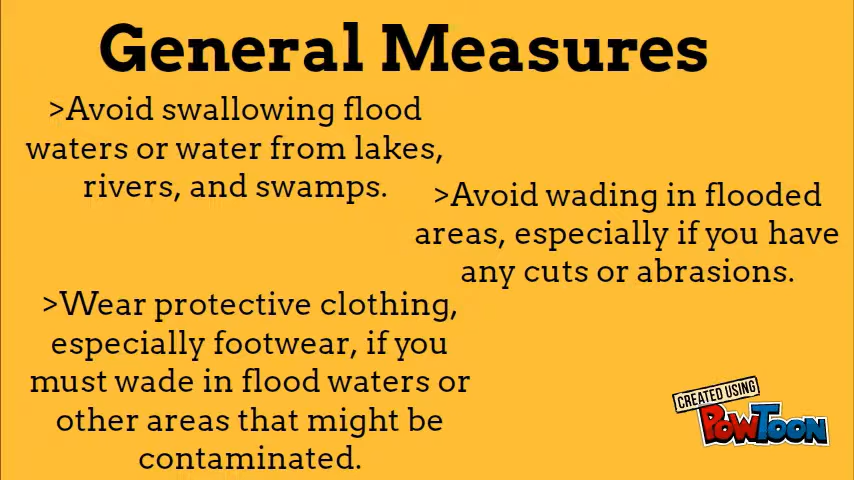 General Measures
>Avoid swallowing flood
waters or water from lakes,
rivers, and swamps.
>Avoid wading in flooded
areas, especially if you have
any cuts or abrasions.
>Wear protective clothing,
especially footwear, if you
must wade in flood waters or
other areas that might be
contaminated.
CREATED USING
POWTOON